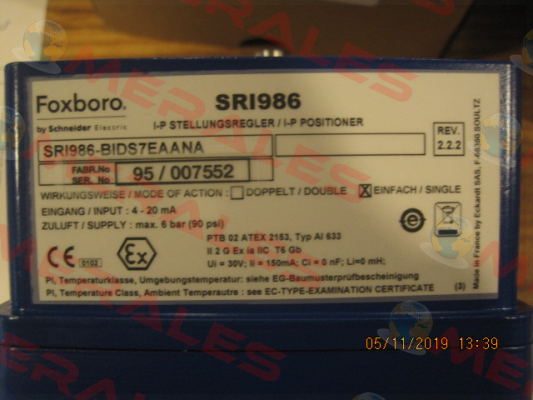 Foxboro.
by Schneider Electric
SRI986
I-P STELLUNGSREGLER / I-P POSITIONER
SRI986-BIDS7EAANA
REV.
2.2.2
FABR.No
SER. No
95 / 007552
WIRKUNGSWEISE / MODE OF ACTION : DOPPELT / DOUBLE X EINFACH / SINGLE
EINGANG / INPUT : 4 - 20 mA
ZULUFT / SUPPLY : max. 6 bar (90 psi)
CE 0102
Ex
PTB 02 ATEX 2153, Typ AI 633
II 2 G Ex ia IIC T6 Gb
Ui = 30V; Ii = 150mA; Ci = 0 nF; Li=0 mH;
PI, Temperaturklasse, Umgebungstemperatur: siehe EG-Baumusterprüfbescheinigung
PI, Temperature Class, Ambient Temperautre : see EC-TYPE-EXAMINATION CERTIFICATE (3)
Made in France by Eckardt SAS, F-68360 SOULTZ
05/11/2019 13:39
MERALES